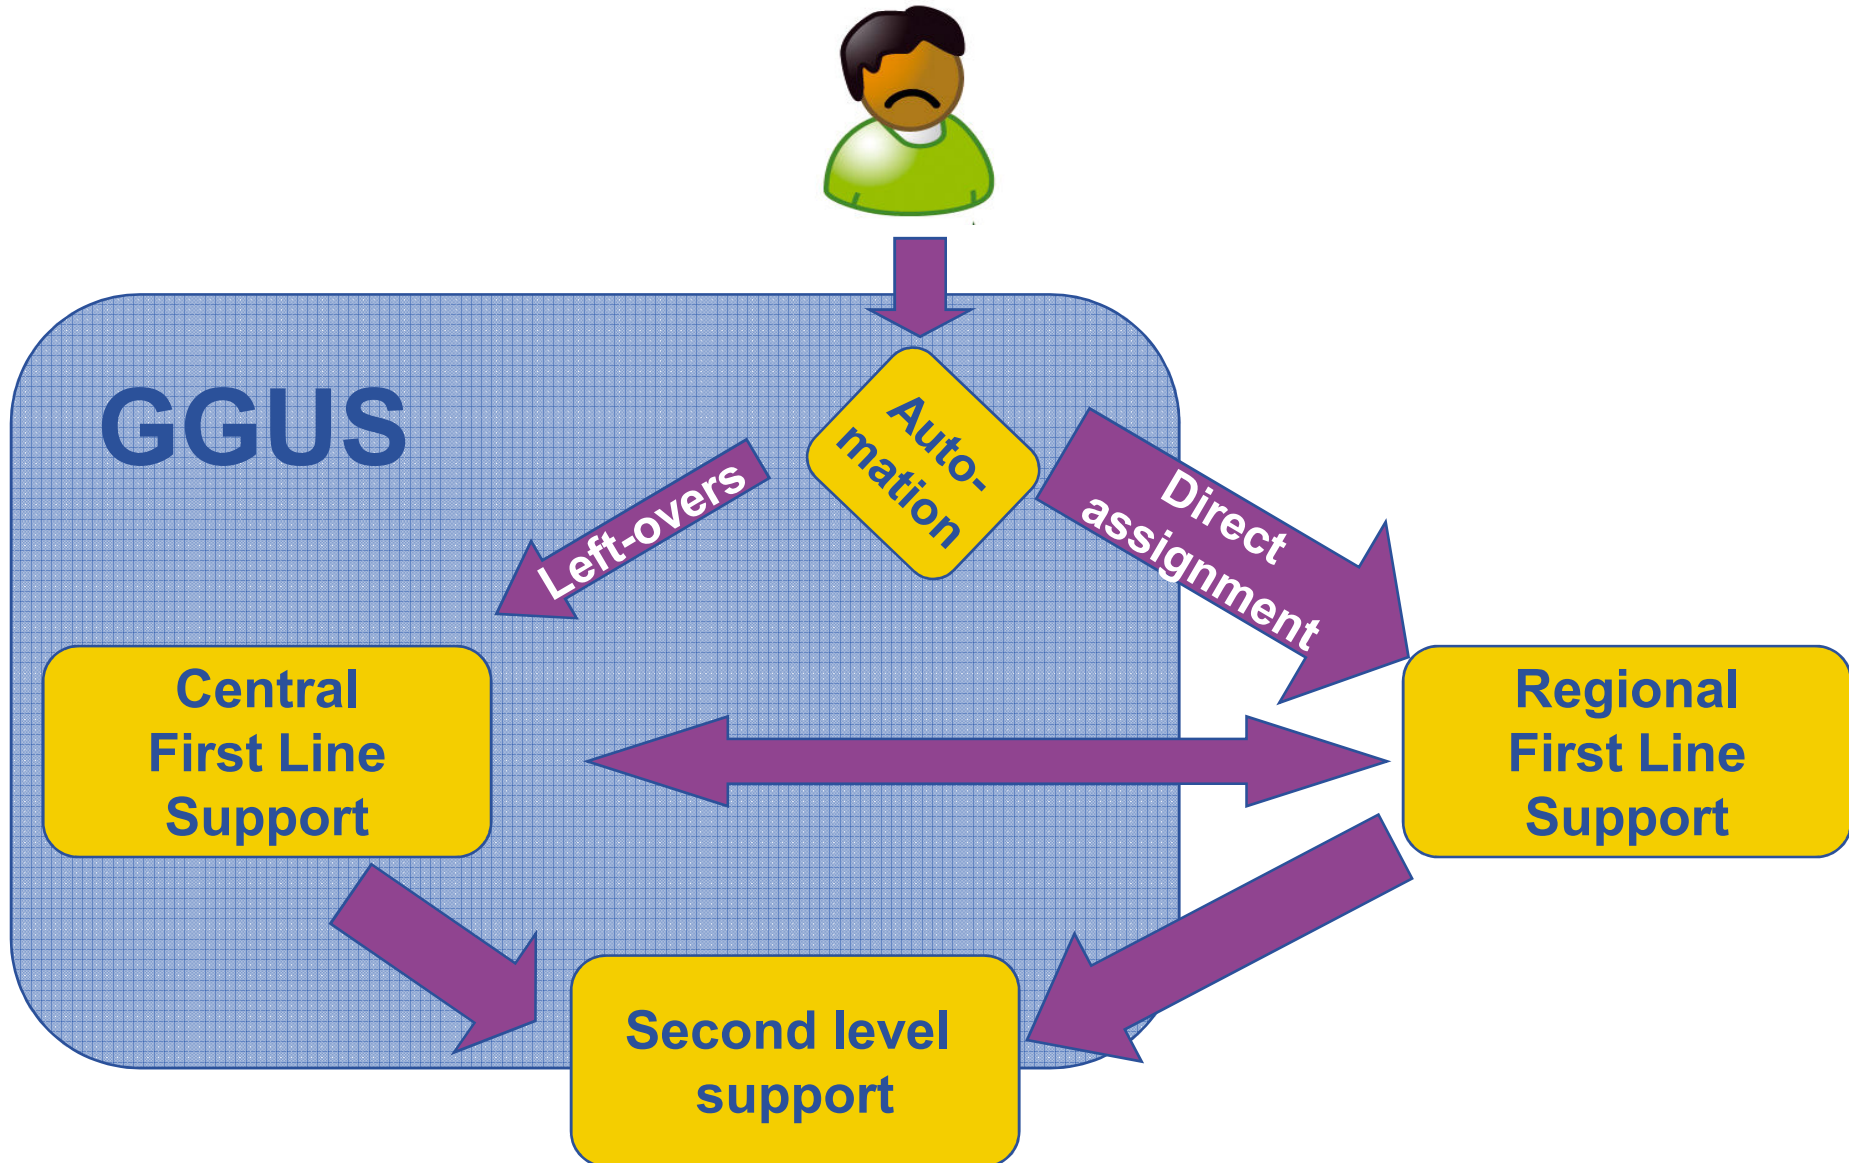 GGUS
Auto-
mation
Left-overs
Direct
assignment
Central
First Line
Support
Regional
First Line
Support
Second level
support